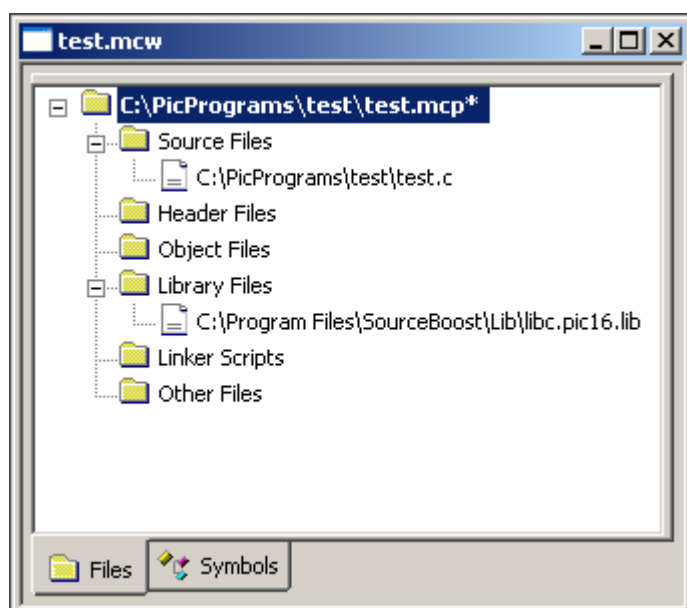 test.mcw
C:\PicPrograms\test\test.mcp*
Source Files
C:\PicPrograms\test\test.c
Header Files
Object Files
Library Files
C:\Program Files\SourceBoost\Lib\libc.pic16.lib
Linker Scripts
Other Files
Files Symbols